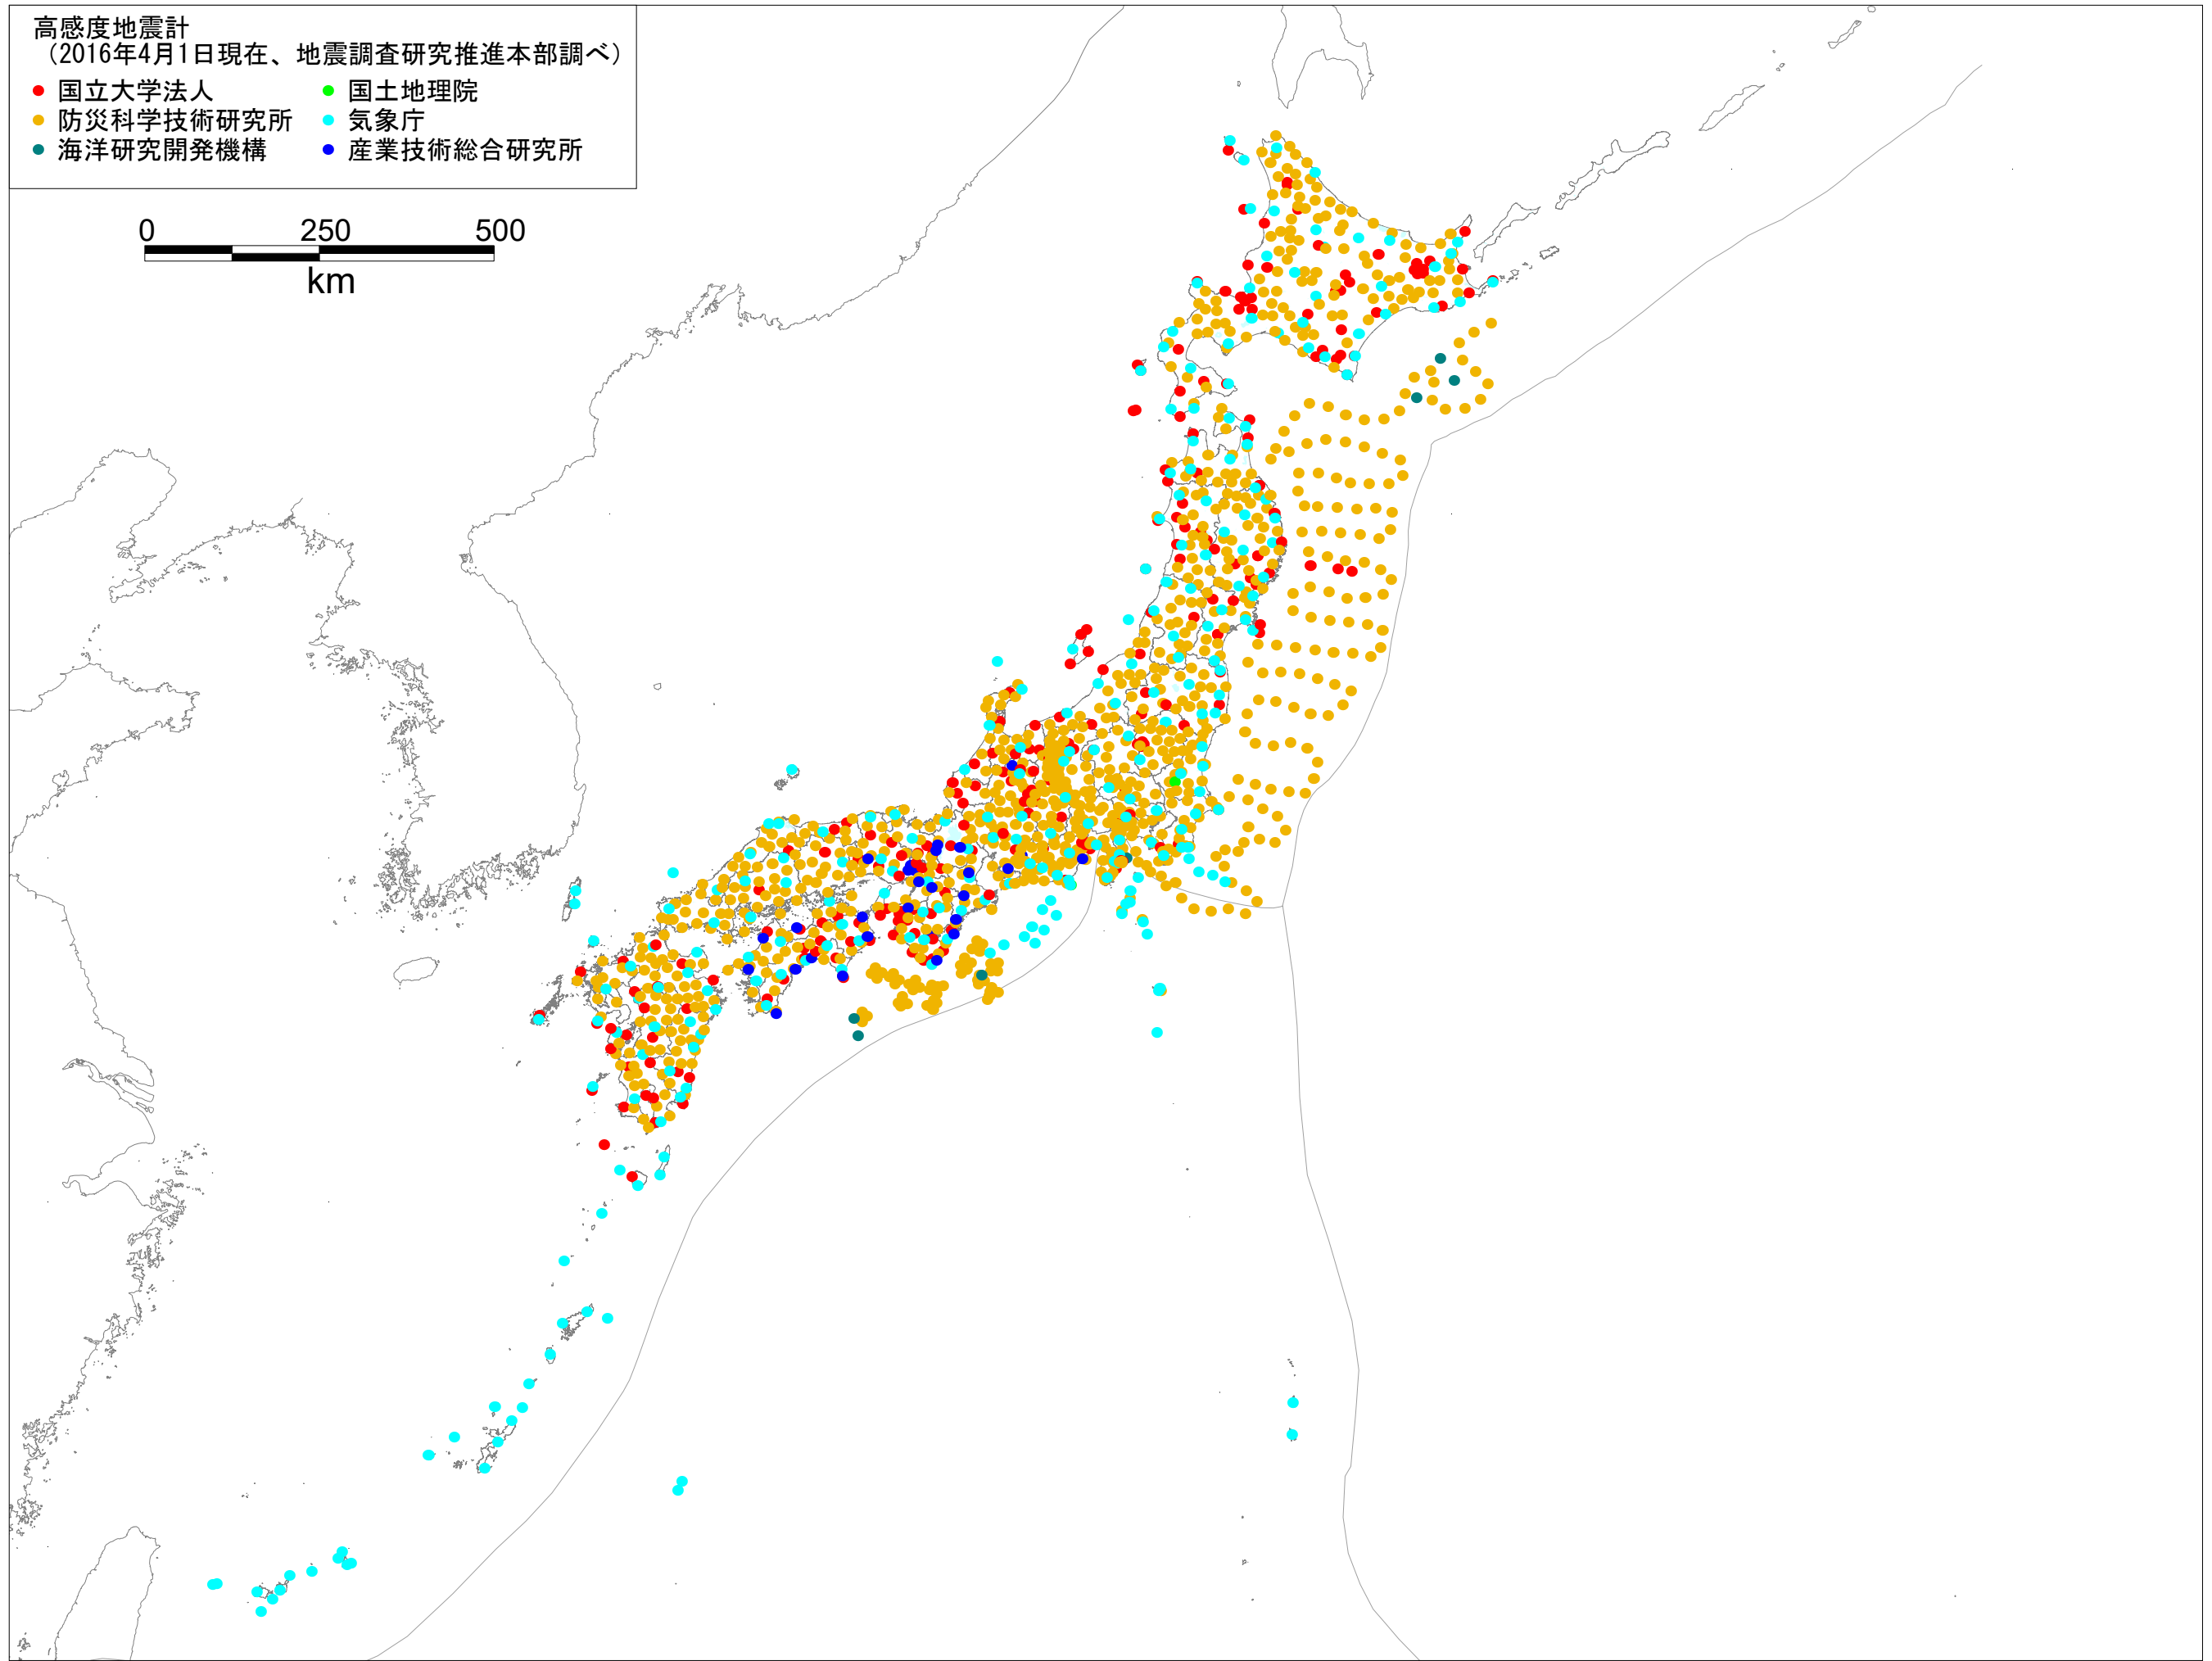 高感度地震計
（2016年4月1日現在、地震調査研究推進本部調べ）
国立大学法人 国土地理院
防災科学技術研究所 気象庁
海洋研究開発機構 産業技術総合研究所
0 250 500
km